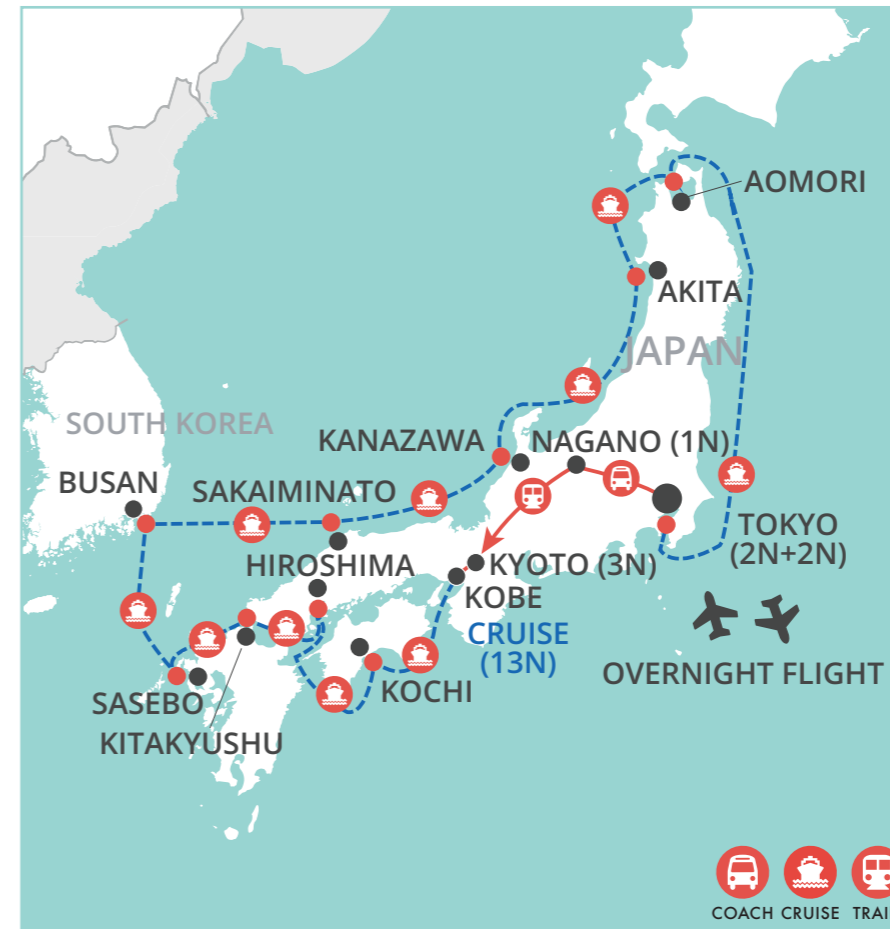 AOMORI
AKITA
JAPAN
SOUTH KOREA
KANAZAWA
NAGANO (1N)
BUSAN
SAKAIMINATO
TOKYO
(2N+2N)
HIROSHIMA
KYOTO (3N)
KOBE
CRUISE
(13N)
OVERNIGHT FLIGHT
KOCHI
SASEBO
KITAKYUSHU
COACH CRUISE TRAI